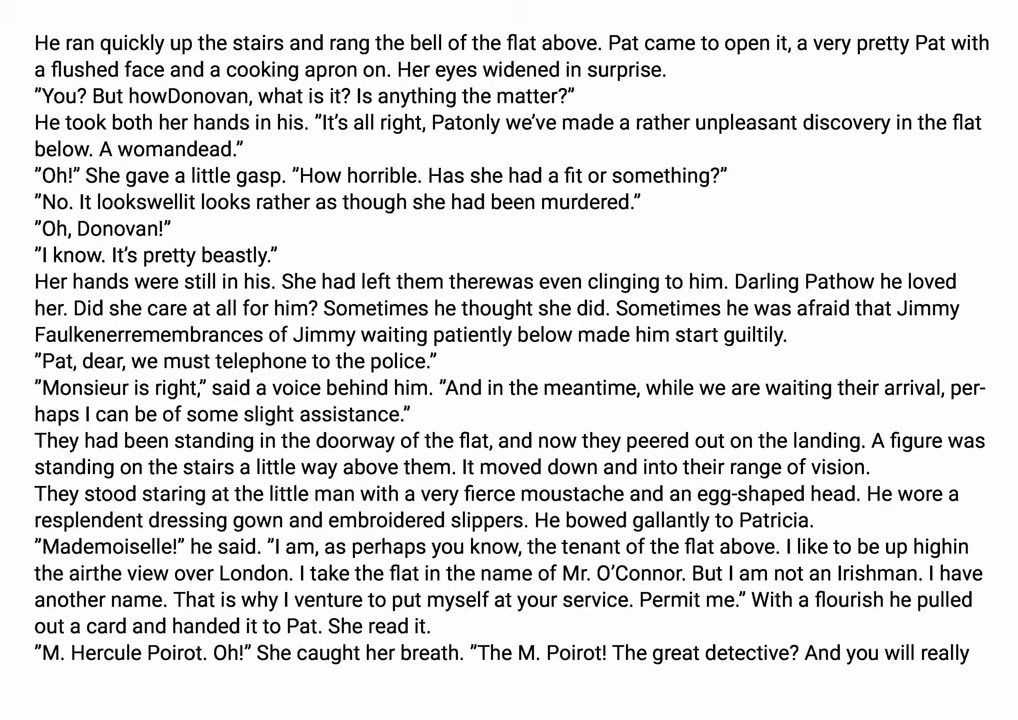 He ran quickly up the stairs and rang the bell of the flat above. Pat came to open it, a very pretty Pat with
a flushed face and a cooking apron on. Her eyes widened in surprise.
”You? But howDonovan, what is it? Is anything the matter?”
He took both her hands in his. ”It’s all right, Patonly we’ve made a rather unpleasant discovery in the flat
below. A womandead.”
”Oh!” She gave a little gasp. ”How horrible. Has she had a fit or something?”
”No. It lookswellit looks rather as though she had been murdered.”
”Oh, Donovan!”
”I know. It’s pretty beastly.”
Her hands were still in his. She had left them therewas even clinging to him. Darling Pathow he loved
her. Did she care at all for him? Sometimes he thought she did. Sometimes he was afraid that Jimmy
Faulkenerremembrances of Jimmy waiting patiently below made him start guiltily.
”Pat, dear, we must telephone to the police.”
”Monsieur is right,” said a voice behind him. ”And in the meantime, while we are waiting their arrival, per-
haps I can be of some slight assistance.”
They had been standing in the doorway of the flat, and now they peered out on the landing. A figure was
standing on the stairs a little way above them. It moved down and into their range of vision.
They stood staring at the little man with a very fierce moustache and an egg-shaped head. He wore a
resplendent dressing gown and embroidered slippers. He bowed gallantly to Patricia.
”Mademoiselle!” he said. ”I am, as perhaps you know, the tenant of the flat above. I like to be up highin
the airthe view over London. I take the flat in the name of Mr. O’Connor. But I am not an Irishman. I have
another name. That is why I venture to put myself at your service. Permit me.” With a flourish he pulled
out a card and handed it to Pat. She read it.
”M. Hercule Poirot. Oh!” She caught her breath. ”The M. Poirot! The great detective? And you will really